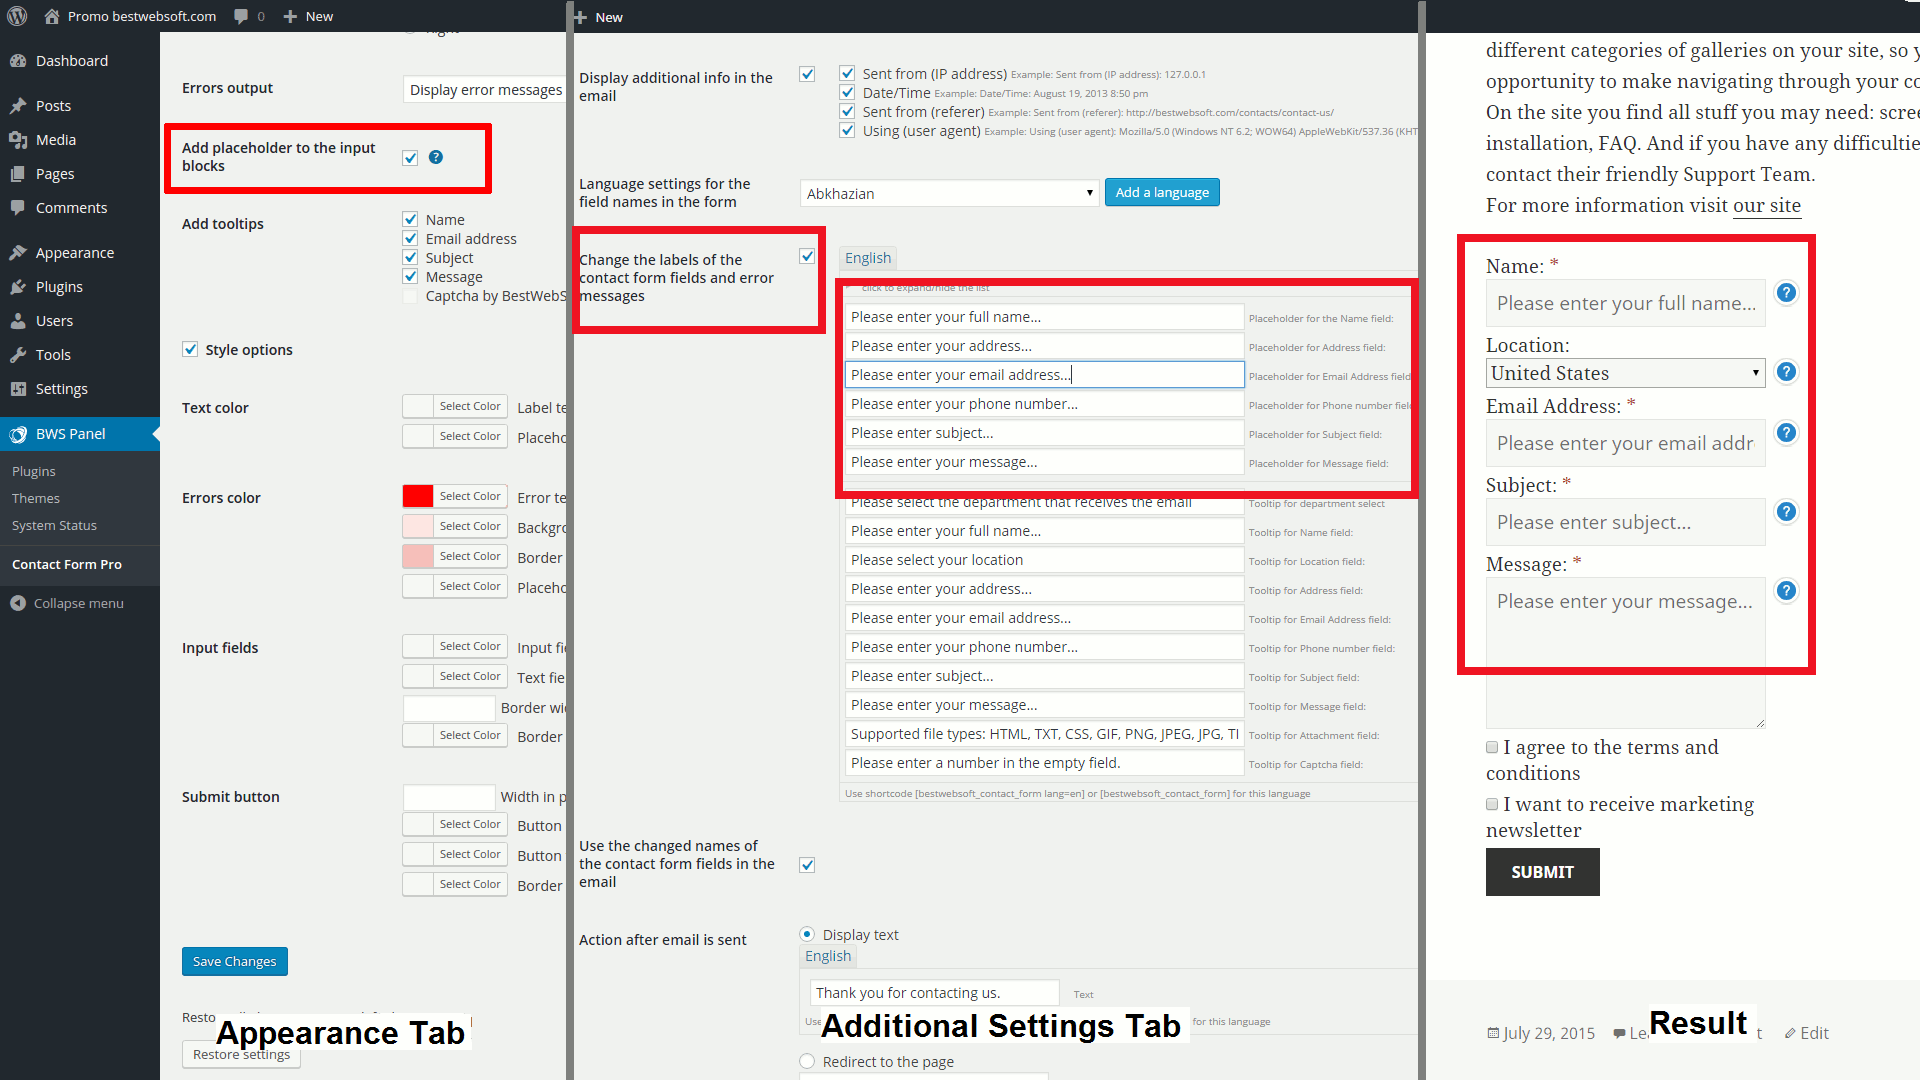 Promo bestwebsoft.com
0
New
Dashboard
Posts
Media
Pages
Comments
Appearance
Plugins
Users
Tools
Settings
BWS Panel
Plugins
Themes
System Status
Contact Form Pro
Collapse menu
Errors output
Display error messages
Add placeholder to the input
blocks
Add tooltips
Name
Email address
Subject
Message
Captcha by BestWebS
Style options
Text color
Select Color Label te
Select Color Placeho
Errors color
Select Color Error te
Select Color Backgro
Select Color Border
Select Color Placeho
Input fields
Select Color Input fie
Select Color Text fie
Border wi
Select Color Border
Submit button
Width in p
Select Color Button
Select Color Button
Select Color Border
Save Changes
Resto
Appearance Tab
Restore settings
New
Display additional info in the
email
Sent from (IP address) Example: Sent from (IP address): 127.0.0.1
Date/Time Example: Date/Time: August 19, 2013 8:50 pm
Sent from (referer) Example: Sent from (referer): http://bestwebsoft.com/contacts/contact-us/
Using (user agent) Example: Using (user agent): Mozilla/5.0 (Windows NT 6.2; WOW64) AppleWebKit/537.36 (KHT
Language settings for the
field names in the form
Abkhazian
Add a language
Change the labels of the
contact form fields and error
messages
English
click to expand/hide the list
Please enter your full name... Placeholder for the Name field:
Please enter your address... Placeholder for Address field:
Please enter your email address... Placeholder for Email Address field
Please enter your phone number... Placeholder for Phone number fiel
Please enter subject... Placeholder for Subject field:
Please enter your message... Placeholder for Message field:
Please select the department that receives the email Tooltip for department select
Please enter your full name... Tooltip for Name field:
Please select your location Tooltip for Location field:
Please enter your address... Tooltip for Address field:
Please enter your email address... Tooltip for Email Address field:
Please enter your phone number... Tooltip for Phone number field:
Please enter subject... Tooltip for Subject field:
Please enter your message... Tooltip for Message field:
Supported file types: HTML, TXT, CSS, GIF, PNG, JPEG, JPG, TI Tooltip for Attachment field:
Please enter a number in the empty field. Tooltip for Captcha field:
Use shortcode [bestwebsoft_contact_form lang=en] or [bestwebsoft_contact_form] for this language
Use the changed names of
the contact form fields in the
email
Action after email is sent
Display text
English
Thank you for contacting us. Text
Us
for this language
Additional Settings Tab
Redirect to the page
different categories of galleries on your site, so y
opportunity to make navigating through your co
On the site you find all stuff you may need: scree
installation, FAQ. And if you have any difficultie
contact their friendly Support Team.
For more information visit our site
Name: *
Please enter your full name...
Location:
United States
Email Address: *
Please enter your email addr
Subject: *
Please enter subject...
Message: *
Please enter your message...
I agree to the terms and
conditions
I want to receive marketing
newsletter
SUBMIT
July 29, 2015 Le
Result
t
Edit